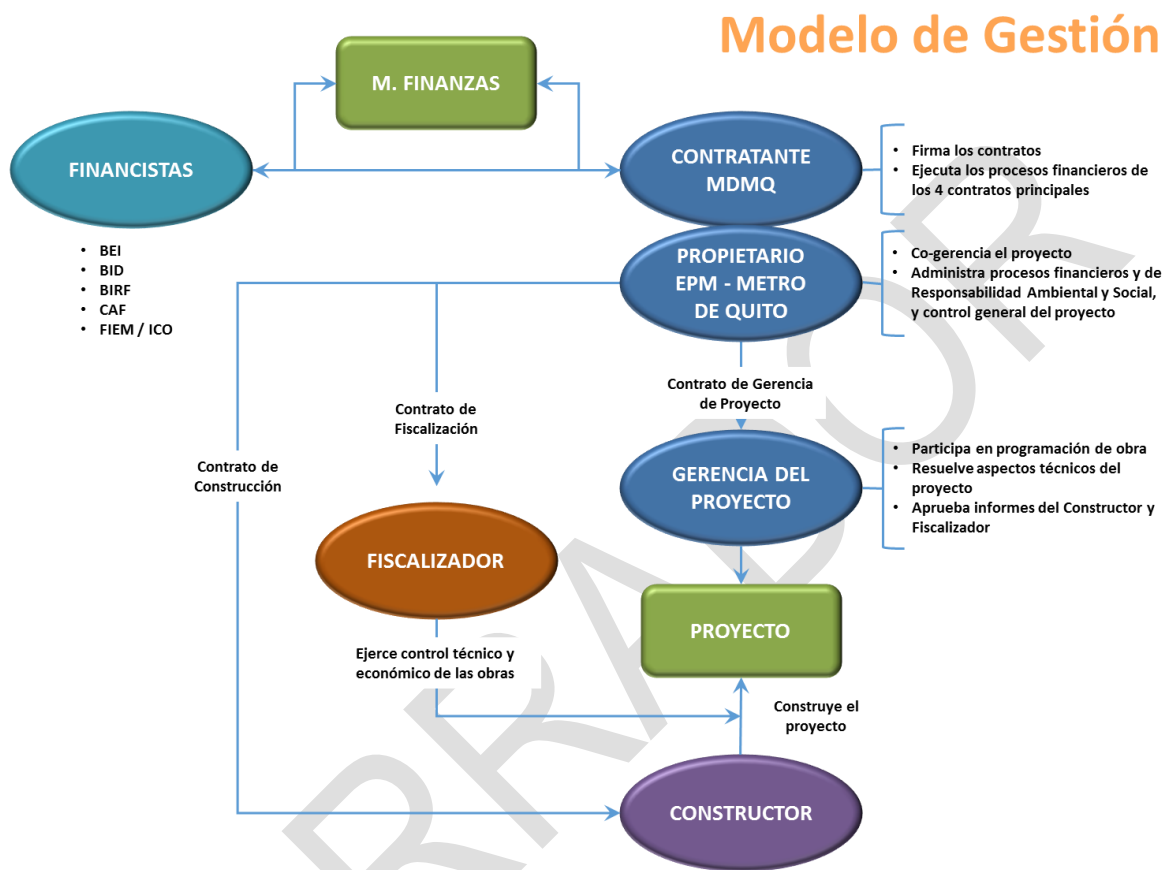 Modelo de Gestión
M. FINANZAS
FINANCISTAS
• BEI
• BID
• BIRF
• CAF
• FIEM / ICO
CONTRATANTE
MDMQ
• Firma los contratos
• Ejecuta los procesos financieros de
los 4 contratos principales
PROPIETARIO
EPM - METRO
DE QUITO
• Co-gerencia el proyecto
• Administra procesos financieros y de
Responsabilidad Ambiental y Social,
y control general del proyecto
Contrato de Gerencia
de Proyecto
Contrato de
Fiscalización
Contrato de
Construcción
GERENCIA DEL
PROYECTO
• Participa en programación de obra
• Resuelve aspectos técnicos del
proyecto
• Aprueba informes del Constructor y
Fiscalizador
FISCALIZADOR
PROYECTO
Ejerce control técnico y
económico de las obras
Construye el
proyecto
CONSTRUCTOR
RRADOR